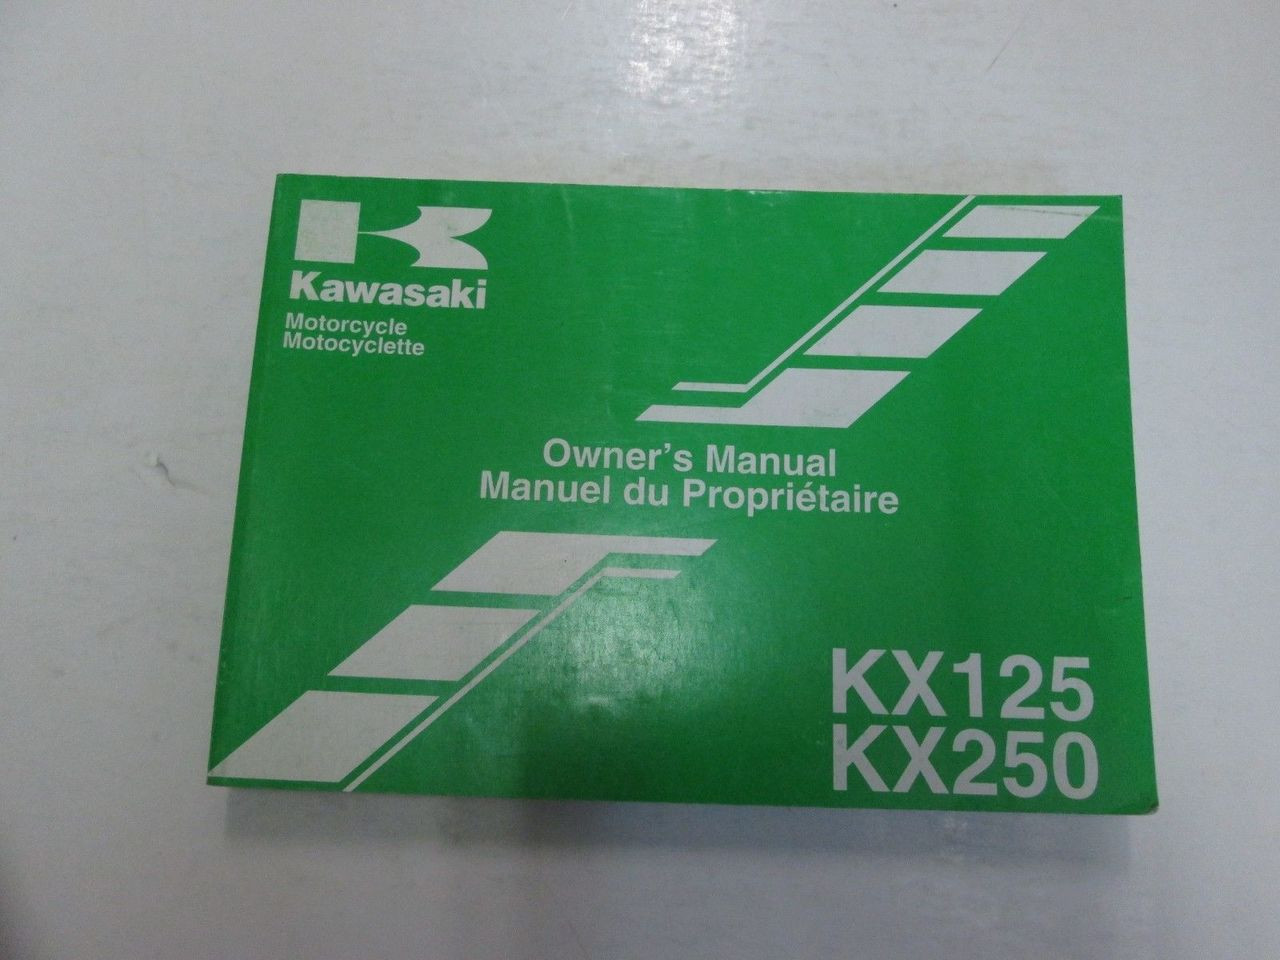 Kawasaki
Motorcycle
Motocyclette
Owner's Manual
Manuel du Propriétaire
KX125
KX250